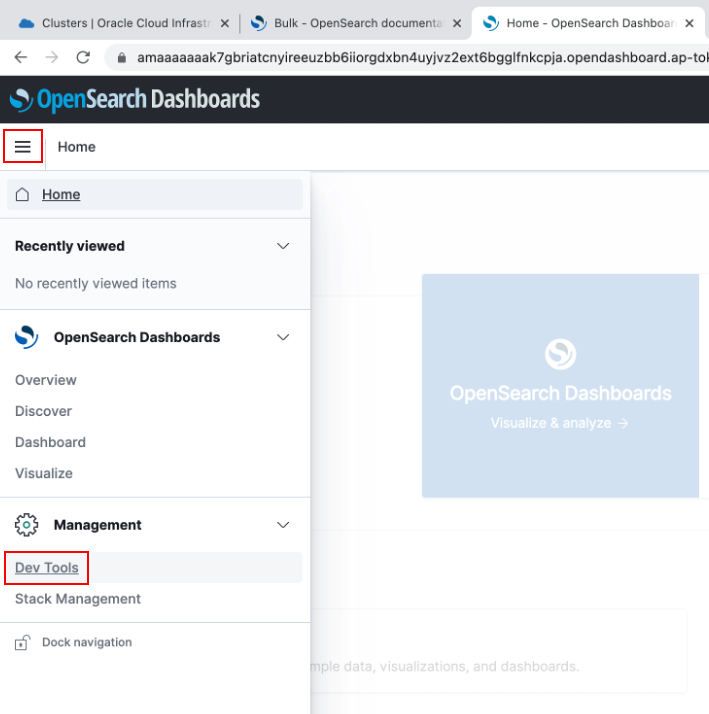 Clusters | Oracle Cloud Infrastr
Bulk - OpenSearch documenta
Home - OpenSearch Dashboar
amaaaaaaak7gbriatcnyireeuzbb6iiorgdxbn4uyjvz2ext6bgglfnkcpja.opendashboard.ap-tok
OpenSearch Dashboards
Home
Home
Recently viewed
No recently viewed items
OpenSearch Dashboards
Overview
Discover
Dashboard
Visualize
Management
Dev Tools
Stack Management
Dock navigation
OpenSearch Dashboards
Visualize & analyze →
mple data, visualizations, and dashboards.